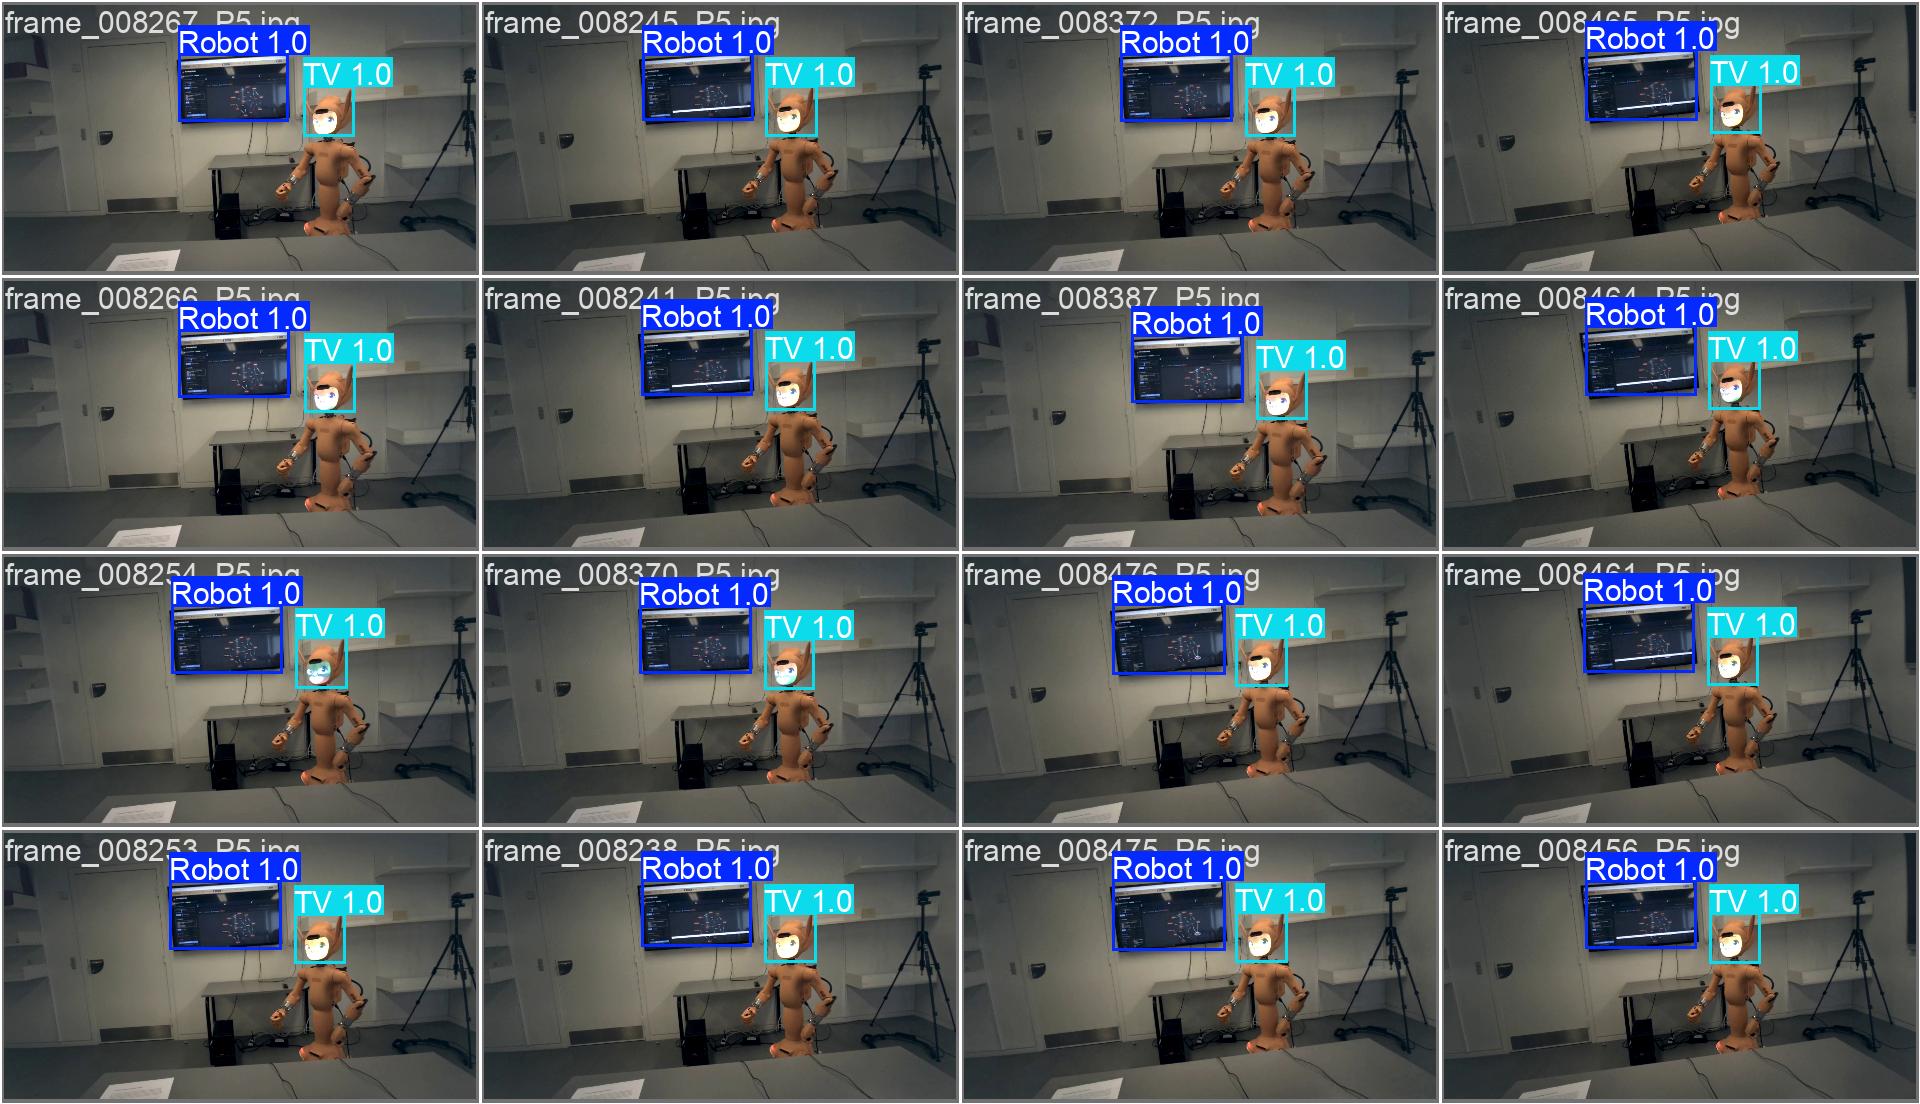 frame_008267_P5.jpg
Robot 1.0
TV 1.0
frame_008245_P5.jpg
Robot 1.0
TV 1.0
frame_008372_P5.jpg
Robot 1.0
TV 1.0
frame_008465_P5.jpg
Robot 1.0
TV 1.0
frame_008266_P5.jpg
Robot 1.0
TV 1.0
frame_008241_P5.jpg
Robot 1.0
TV 1.0
frame_008387_P5.jpg
Robot 1.0
TV 1.0
frame_008464_P5.jpg
Robot 1.0
TV 1.0
frame_008254_P5.jpg
Robot 1.0
TV 1.0
frame_008370_P5.jpg
Robot 1.0
TV 1.0
frame_008476_P5.jpg
Robot 1.0
TV 1.0
frame_008461_P5.jpg
Robot 1.0
TV 1.0
frame_008253_P5.jpg
Robot 1.0
TV 1.0
frame_008238_P5.jpg
Robot 1.0
TV 1.0
frame_008475_P5.jpg
Robot 1.0
TV 1.0
frame_008456_P5.jpg
Robot 1.0
TV 1.0